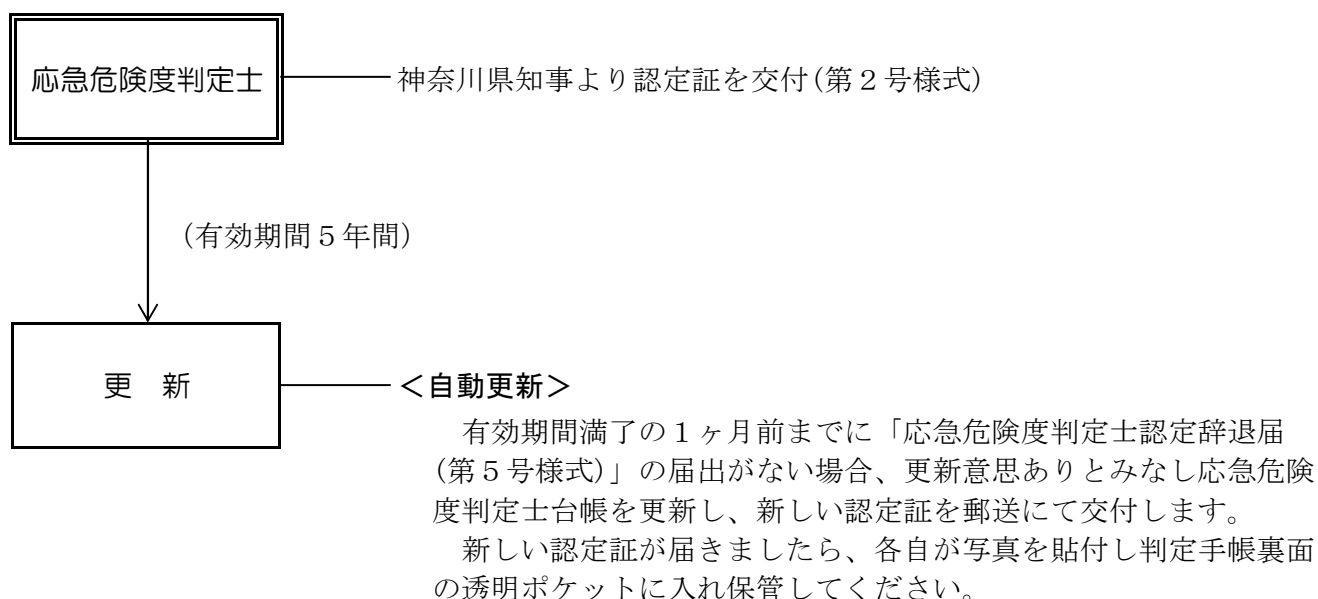 応急危険度判定士
神奈川県知事より認定証を交付(第２号様式)
(有効期間５年間)
更　新
＜自動更新＞
有効期間満了の１ヶ月前までに「応急危険度判定士認定辞退届
(第５号様式)」の届出がない場合、更新意思ありとみなし応急危険
度判定士台帳を更新し、新しい認定証を郵送にて交付します。
新しい認定証が届きましたら、各自が写真を貼付し判定手帳裏面
の透明ポケットに入れ保管してください。